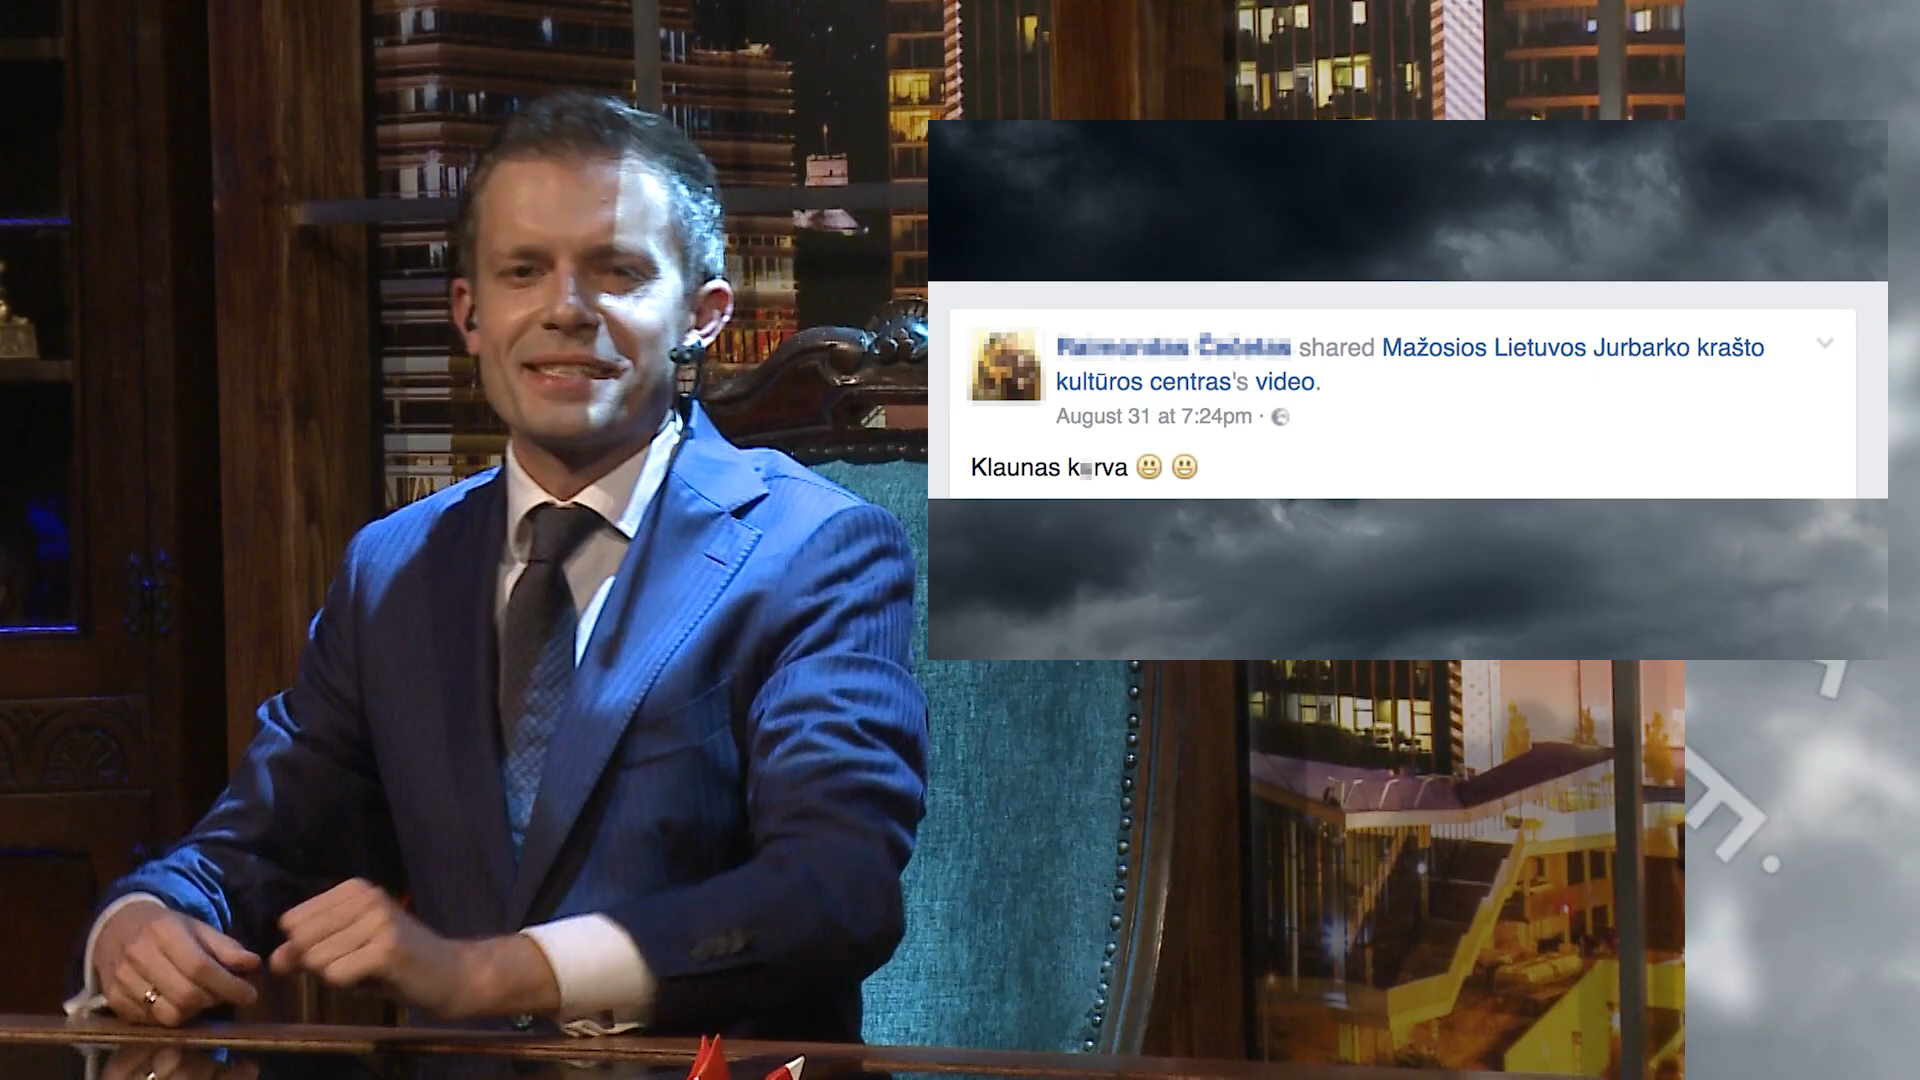 shared Mažosios Lietuvos Jurbarko krašto
kultūros centras's video.
August 31 at 7:24pm ·
Klaunas k rva